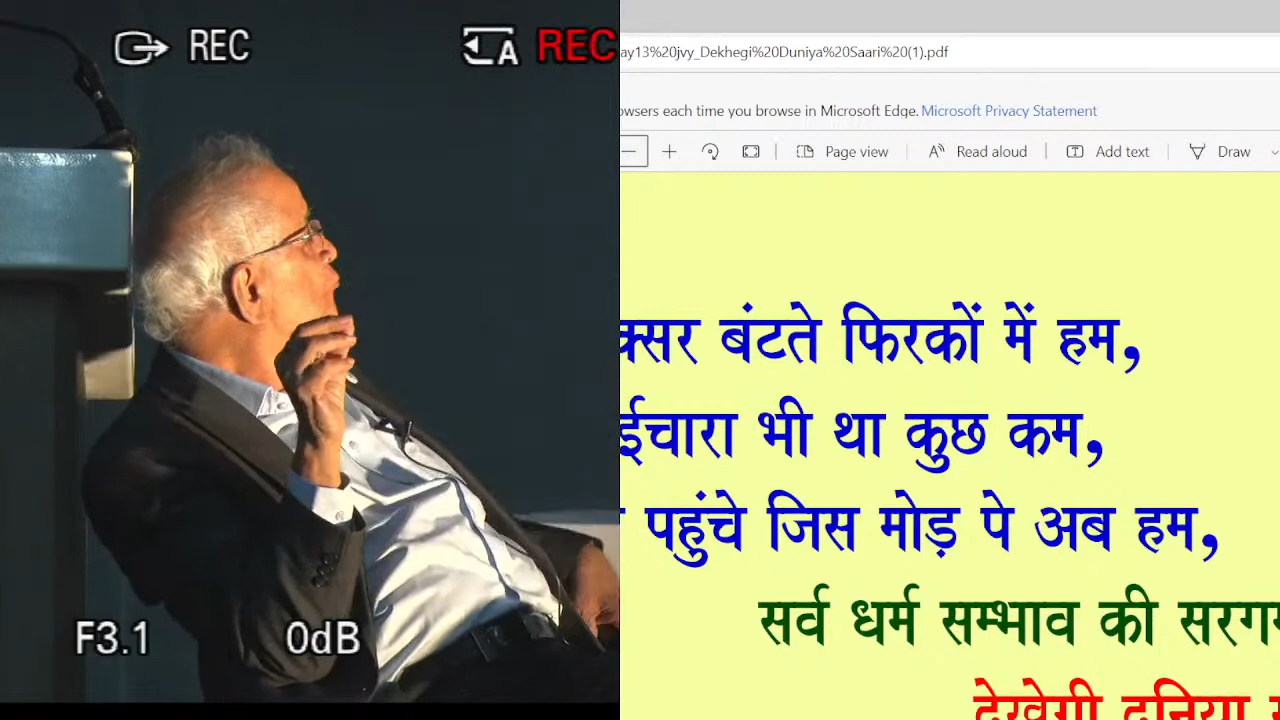 REC
A REC
F3.1 0dB
ay13%20jvy_Dekhegi%20Duniya%20Saari%20(1).pdf
owsers each time you browse in Microsoft Edge. Microsoft Privacy Statement
Page view Read aloud Add text Draw
क्सर बंटते फिरकों में हम,
ईचारा भी था कुछ कम,
पहुंचे जिस मोड़ पे अब हम,
सर्व धर्म सम्भाव की सरगम
देखेगी दुनिया